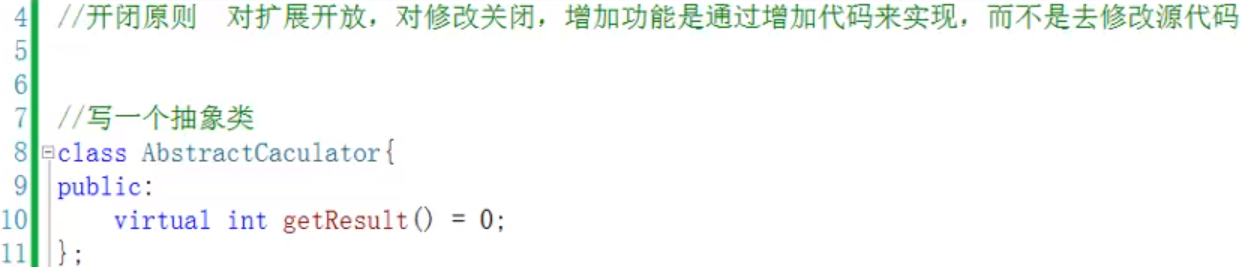 4 //开闭原则  对扩展开放，对修改关闭，增加功能是通过增加代码来实现，而不是去修改源代码
5
6
7 //写一个抽象类
8 class AbstractCaculator{
9 public:
10     virtual int getResult() = 0;
11 };